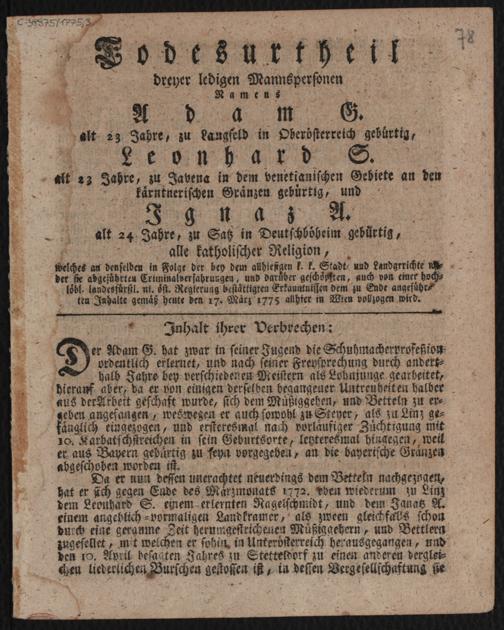 C-38975/1775,3
78
Todesurtheil
dreyer ledigen Mannspersonen
Namens
Adam G.
alt 23 Jahre, zu Langfeld in Oberösterreich gebürtig,
Leonhard S.
alt 23 Jahre, zu Javena in dem venetianischen Gebiete an den
kärntnerischen Gränzen gebürtig, und
Ignaz A.
alt 24 Jahre, zu Satz in Deutschböheim gebürtig,
alle katholischer Religion,
welches an denselben in Folge der bey dem allhiesigen k. k. Stadt- und Landgerichte wi-
der sie abgeführten Criminalverfahrungen, und darüber geschöpften, auch von einer hoch-
löbl. landesfürstl. ni. öst. Regierung bestättigten Erkanntnissen dem zu Ende angeführ-
ten Inhalte gemäß heute den 17. März 1775 allhier in Wien vollzogen wird.
Inhalt ihrer Verbrechen:
Der Adam G. hat zwar in seiner Jugend die Schuhmacherprofeßion
ordentlich erlernet, und nach seiner Freysprechung durch andert-
halb Jahre bey verschiedenen Meistern als Lohnjunge gearbeitet,
hierauf aber, da er von einigen derselben begangener Untreuheiten halber
aus der Arbeit geschaft wurde, sich dem Müßiggehen, und Betteln zu er-
geben angefangen, weswegen er auch sowohl zu Steyer, als zu Linz ge-
fänglich eingezogen, und ersteresmal nach vorläufiger Züchtigung mit
10. Karbatschstreichen in sein Geburtsorte, letzteresmal hingegen, weil
er aus Bayern gebürtig zu seyn vorgegeben, an die bayerische Gränzen
abgeschoben worden ist.
Da er nun dessen unerachtet neuerdings dem Betteln nachgezogen,
hat er sich gegen Ende des Märzmonats 1772. oben wiederum zu Linz
dem Leonhard S. einem erlernten Nagelschmidt, und dem Ignatz A.
einem angeblich-vormaligen Landkramer, als zween gleichfalls schon
durch eine geraume Zeit herumgestrichenen Müßiggehern, und Bettlern
zugesellet, mit welchen er sohin in Unterösterreich herausgegangen, und
den 10. April besagten Jahres zu Stetteldorf zu einen anderen derglei-
chen liederlichen Burschen gestossen ist, in dessen Vergesellschaftung sie